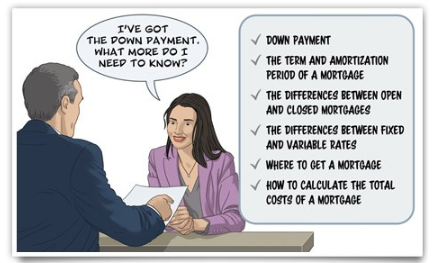 I'VE GOT
THE DOWN PAYMENT.
WHAT MORE DO I
NEED TO KNOW?
DOWN PAYMENT
THE TERM AND AMORTIZATION
PERIOD OF A MORTGAGE
THE DIFFERENCES BETWEEN OPEN
AND CLOSED MORTGAGES
THE DIFFERENCES BETWEEN FIXED
AND VARIABLE RATES
WHERE TO GET A MORTGAGE
HOW TO CALCULATE THE TOTAL
COSTS OF A MORTGAGE